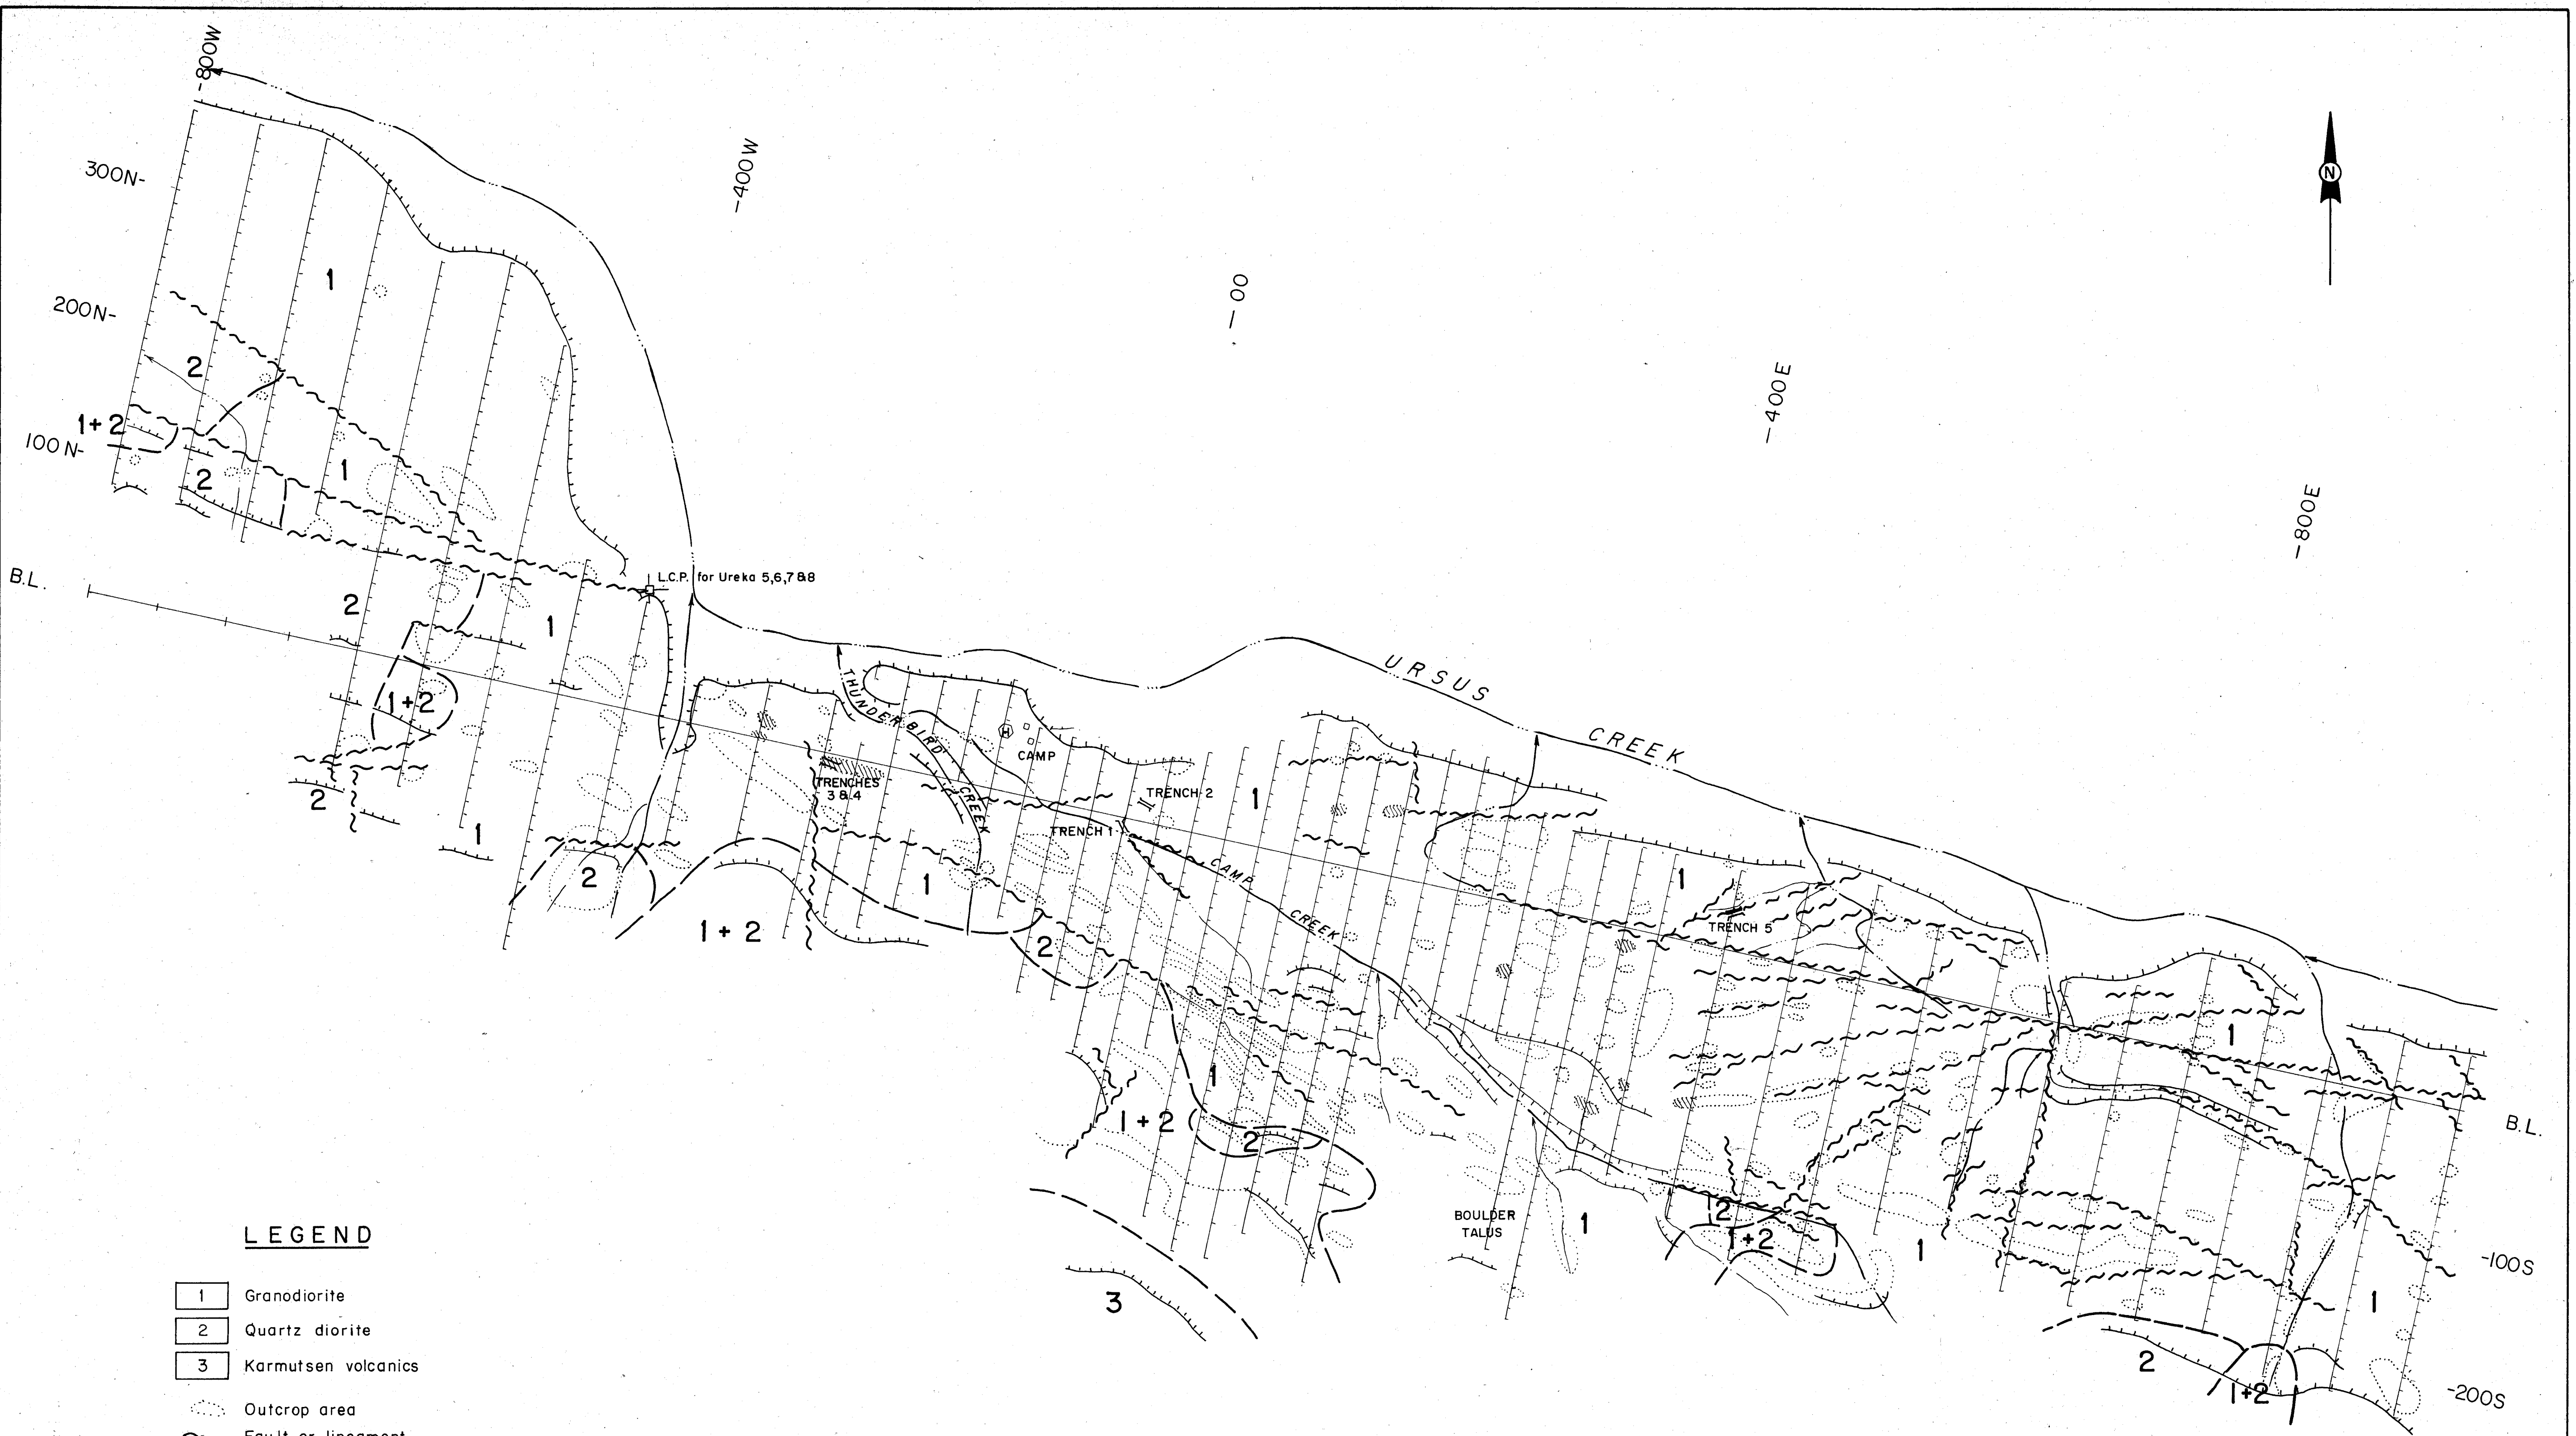 -800W
300N-
-400W
N
200N-
-00
1
2
-400E
1+2
100N-
1
2
-800E
B.L.
L.C.P. for Ureka 5,6,7&8
2
1
URSUS
1+2
THUNDERBIRD
CREEK
H
CAMP
CREEK
TRENCHES
3&4
TRENCH 2
1
2
TRENCH 1
1
CAMP
CREEK
2
1
1
1+2
2
TRENCH 5
1
1
1+2
2
B.L.
BOULDER
TALUS
1
2
1+2
1
-100S
LEGEND
1 Granodiorite
3
1
2 Quartz diorite
3 Karmutsen volcanics
2
1+2
-200S
Outcrop area
Fault or lineament